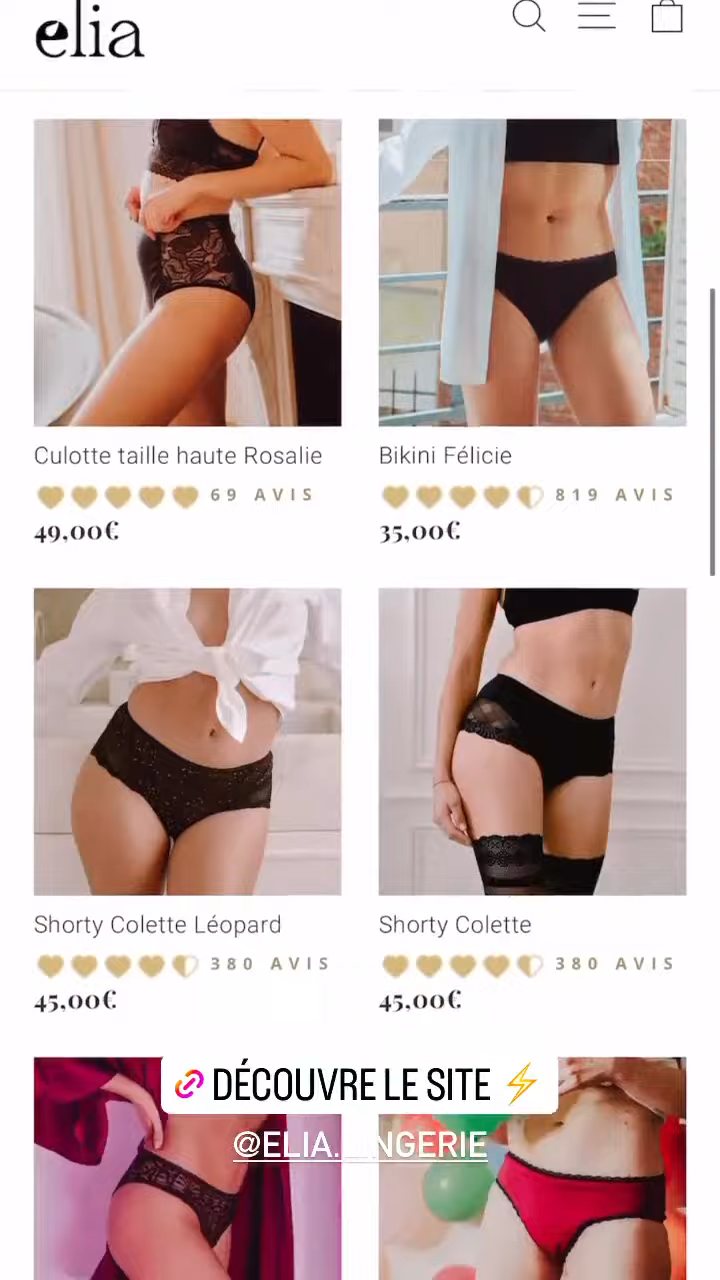 elia
Culotte taille haute Rosalie
69 AVIS
49,00€
Bikini Félicie
819 AVIS
35,00€
Shorty Colette Léopard
380 AVIS
45,00€
Shorty Colette
380 AVIS
45,00€
DÉCOUVRE LE SITE